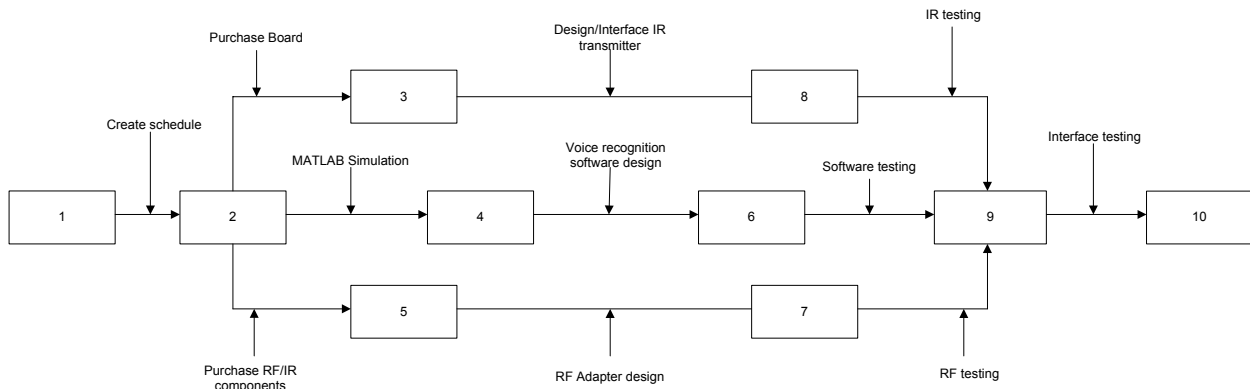 Purchase Board
Design/Interface IR
transmitter
IR testing
3
8
Create schedule
MATLAB Simulation
Voice recognition
software design
Software testing
Interface testing
1
2
4
6
9
10
5
7
Purchase RF/IR
components
RF Adapter design
RF testing